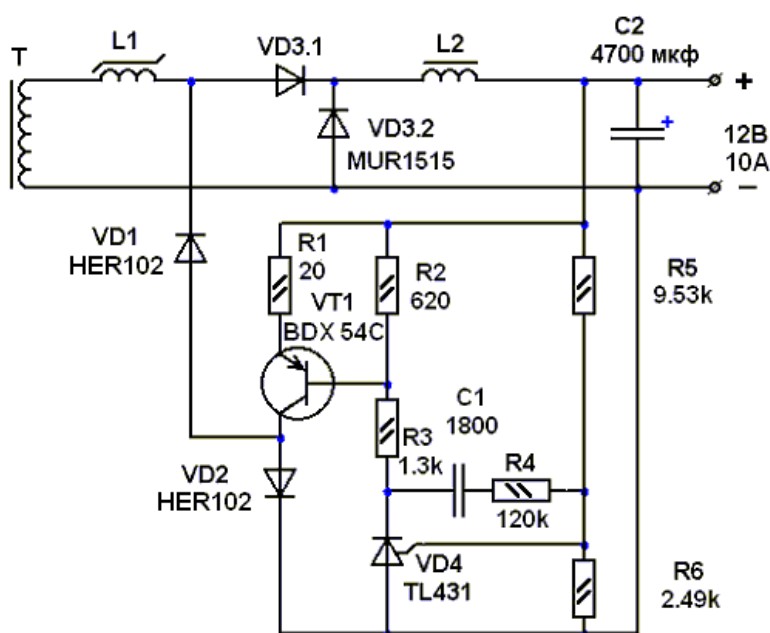 T
L1
VD3.1
L2
C2
4700 мкф
+
+
VD3.2
MUR1515
12В
10А
−
VD1
HER102
R1
20
R2
620
R5
9.53k
VT1
BDX 54C
C1
1800
R3
1.3k
R4
120k
VD2
HER102
VD4
TL431
R6
2.49k